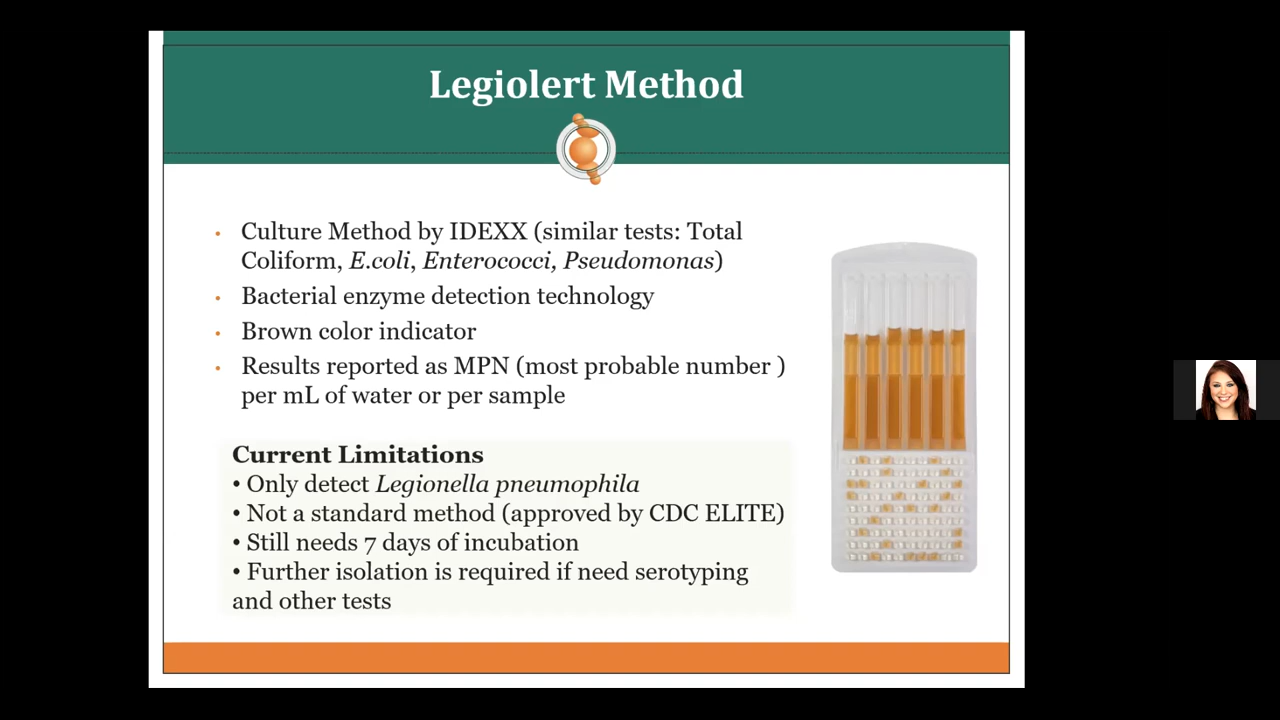 Legiolert Method
• Culture Method by IDEXX (similar tests: Total
Coliform, E.coli, Enterococci, Pseudomonas)
• Bacterial enzyme detection technology
• Brown color indicator
• Results reported as MPN (most probable number )
per mL of water or per sample
Current Limitations
• Only detect Legionella pneumophila
• Not a standard method (approved by CDC ELITE)
• Still needs 7 days of incubation
• Further isolation is required if need serotyping
and other tests